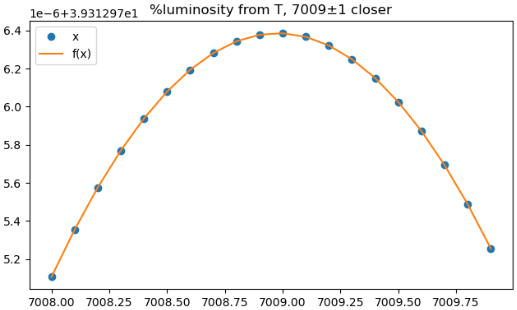 %luminosity from T, 7009±1 closer
1e−6+3.931297e1
x
f(x)
6.4
6.2
6.0
5.8
5.6
5.4
5.2
7008.00 7008.25 7008.50 7008.75 7009.00 7009.25 7009.50 7009.75